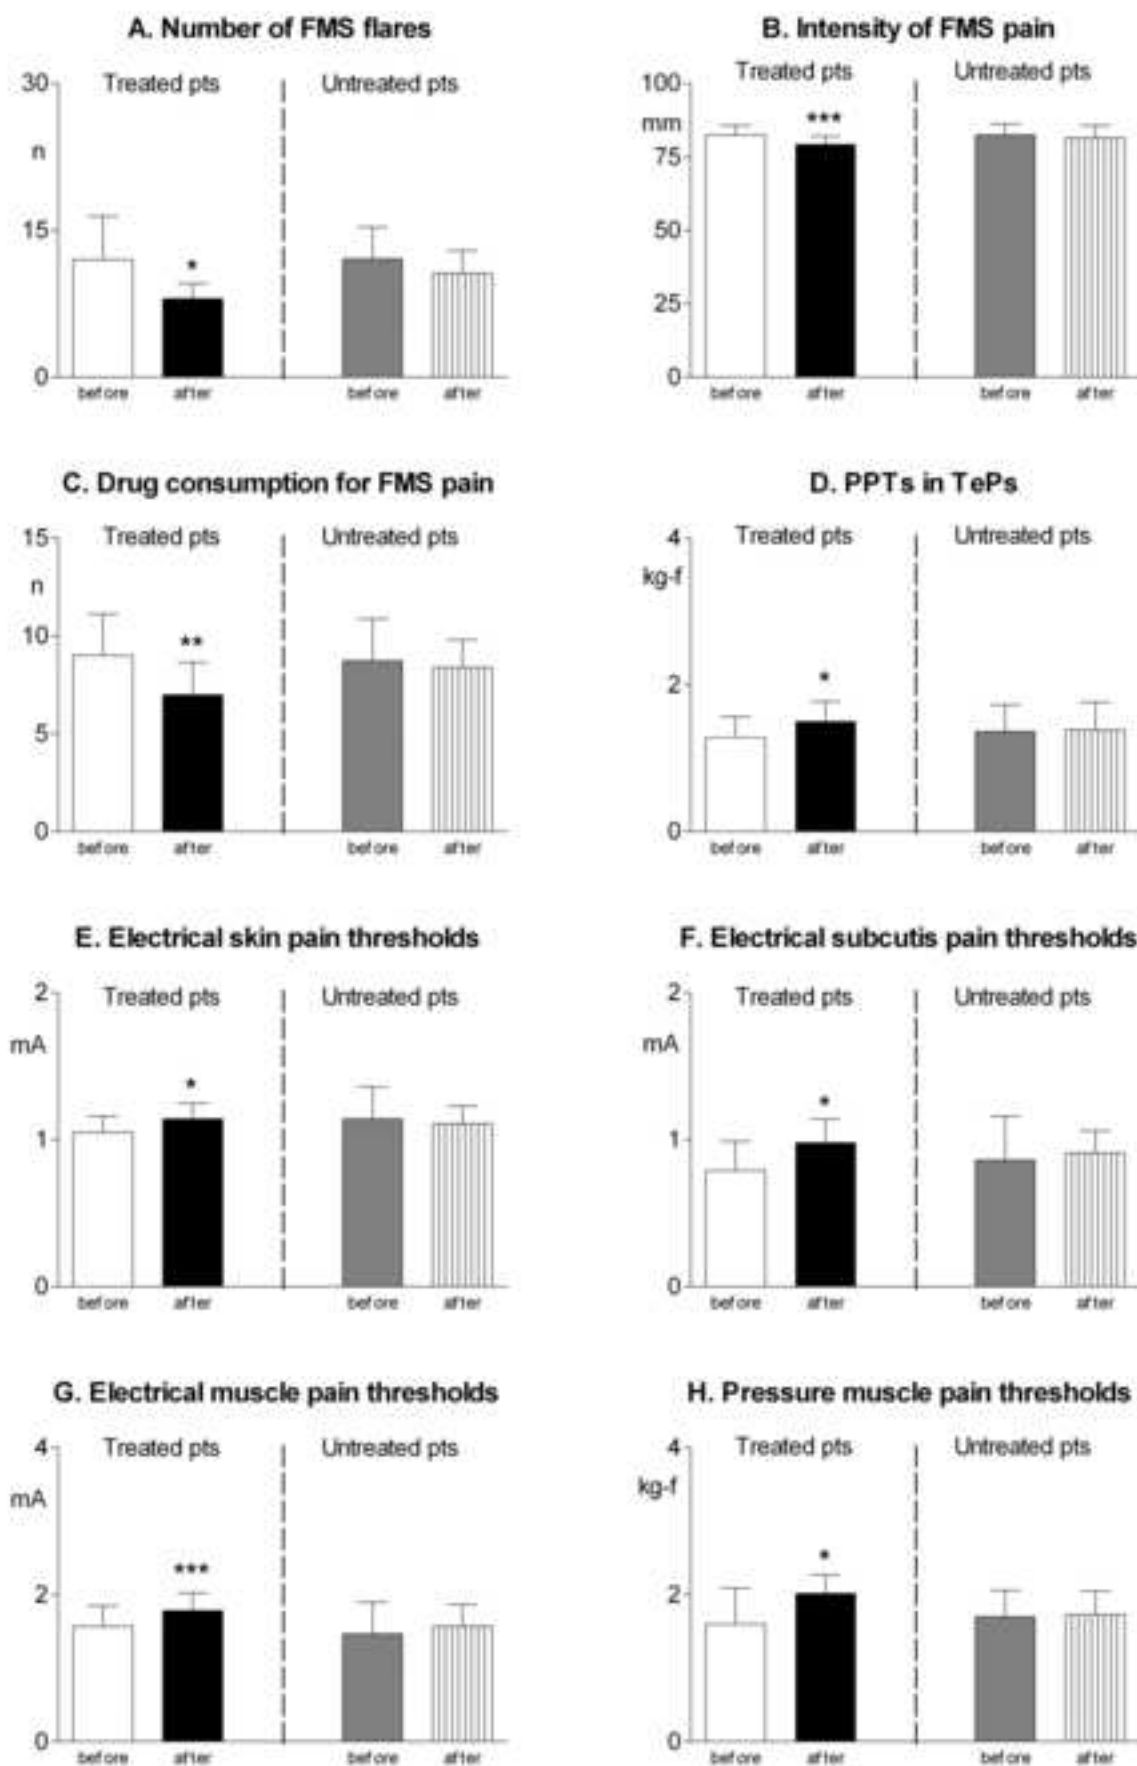 A. Number of FMS flares
Treated pts
Untreated pts
30
n
15
0
before
after
before
after
B. Intensity of FMS pain
Treated pts
Untreated pts
100
mm
75
50
25
0
***
*
before
after
before
after
C. Drug consumption for FMS pain
Treated pts
Untreated pts
15
n
10
5
0
**
before
after
before
after
D. PPTs in TePs
Treated pts
Untreated pts
4
kg-f
2
0
*
before
after
before
after
E. Electrical skin pain thresholds
Treated pts
Untreated pts
2
mA
1
0
*
before
after
before
after
F. Electrical subcutis pain thresholds
Treated pts
Untreated pts
2
mA
1
0
*
before
after
before
after
G. Electrical muscle pain thresholds
Treated pts
Untreated pts
4
mA
2
0
***
before
after
before
after
H. Pressure muscle pain thresholds
Treated pts
Untreated pts
4
kg-f
2
0
*
before
after
before
after